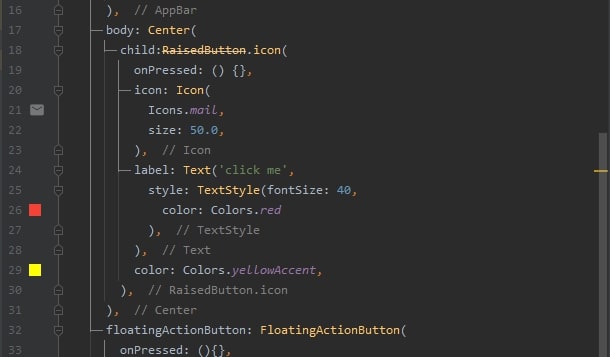 16 ), // AppBar
17 body: Center(
18 child:RaisedButton.icon(
19 onPressed: () {},
20 icon: Icon(
21 Icons.mail,
22 size: 50.0,
23 ), // Icon
24 label: Text('click me',
25 style: TextStyle(fontSize: 40,
26 color: Colors.red
27 ), // TextStyle
28 ), // Text
29 color: Colors.yellowAccent,
30 ), // RaisedButton.icon
31 ), // Center
32 floatingActionButton: FloatingActionButton(
33 onPressed: (){},